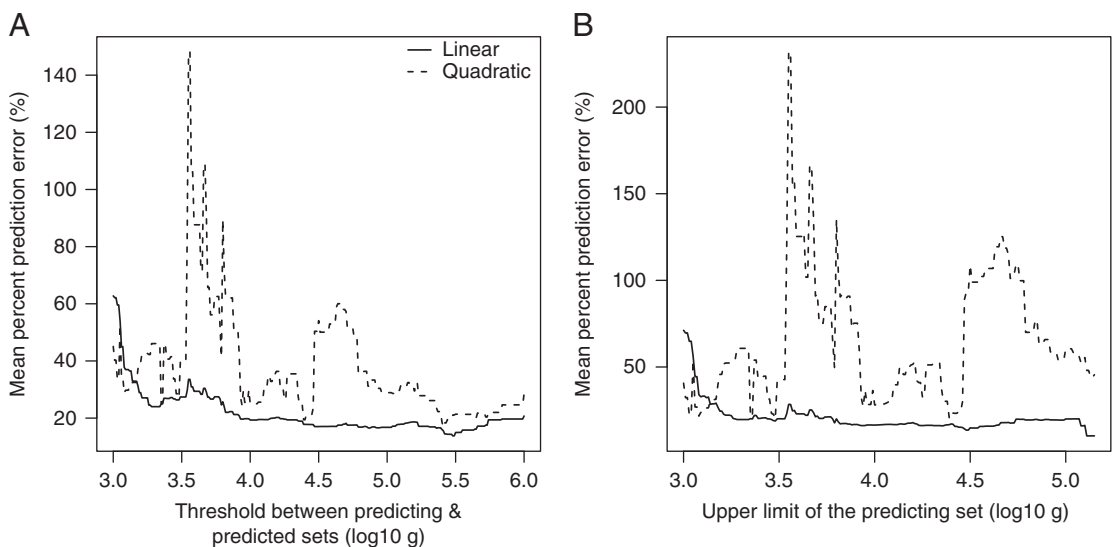 A
Mean percent prediction error (%)
140
120
100
80
60
40
20
Linear
Quadratic
3.0 3.5 4.0 4.5 5.0 5.5 6.0
Threshold between predicting &
predicted sets (log10 g)
B
Mean percent prediction error (%)
200
150
100
50
3.0 3.5 4.0 4.5 5.0
Upper limit of the predicting set (log10 g)